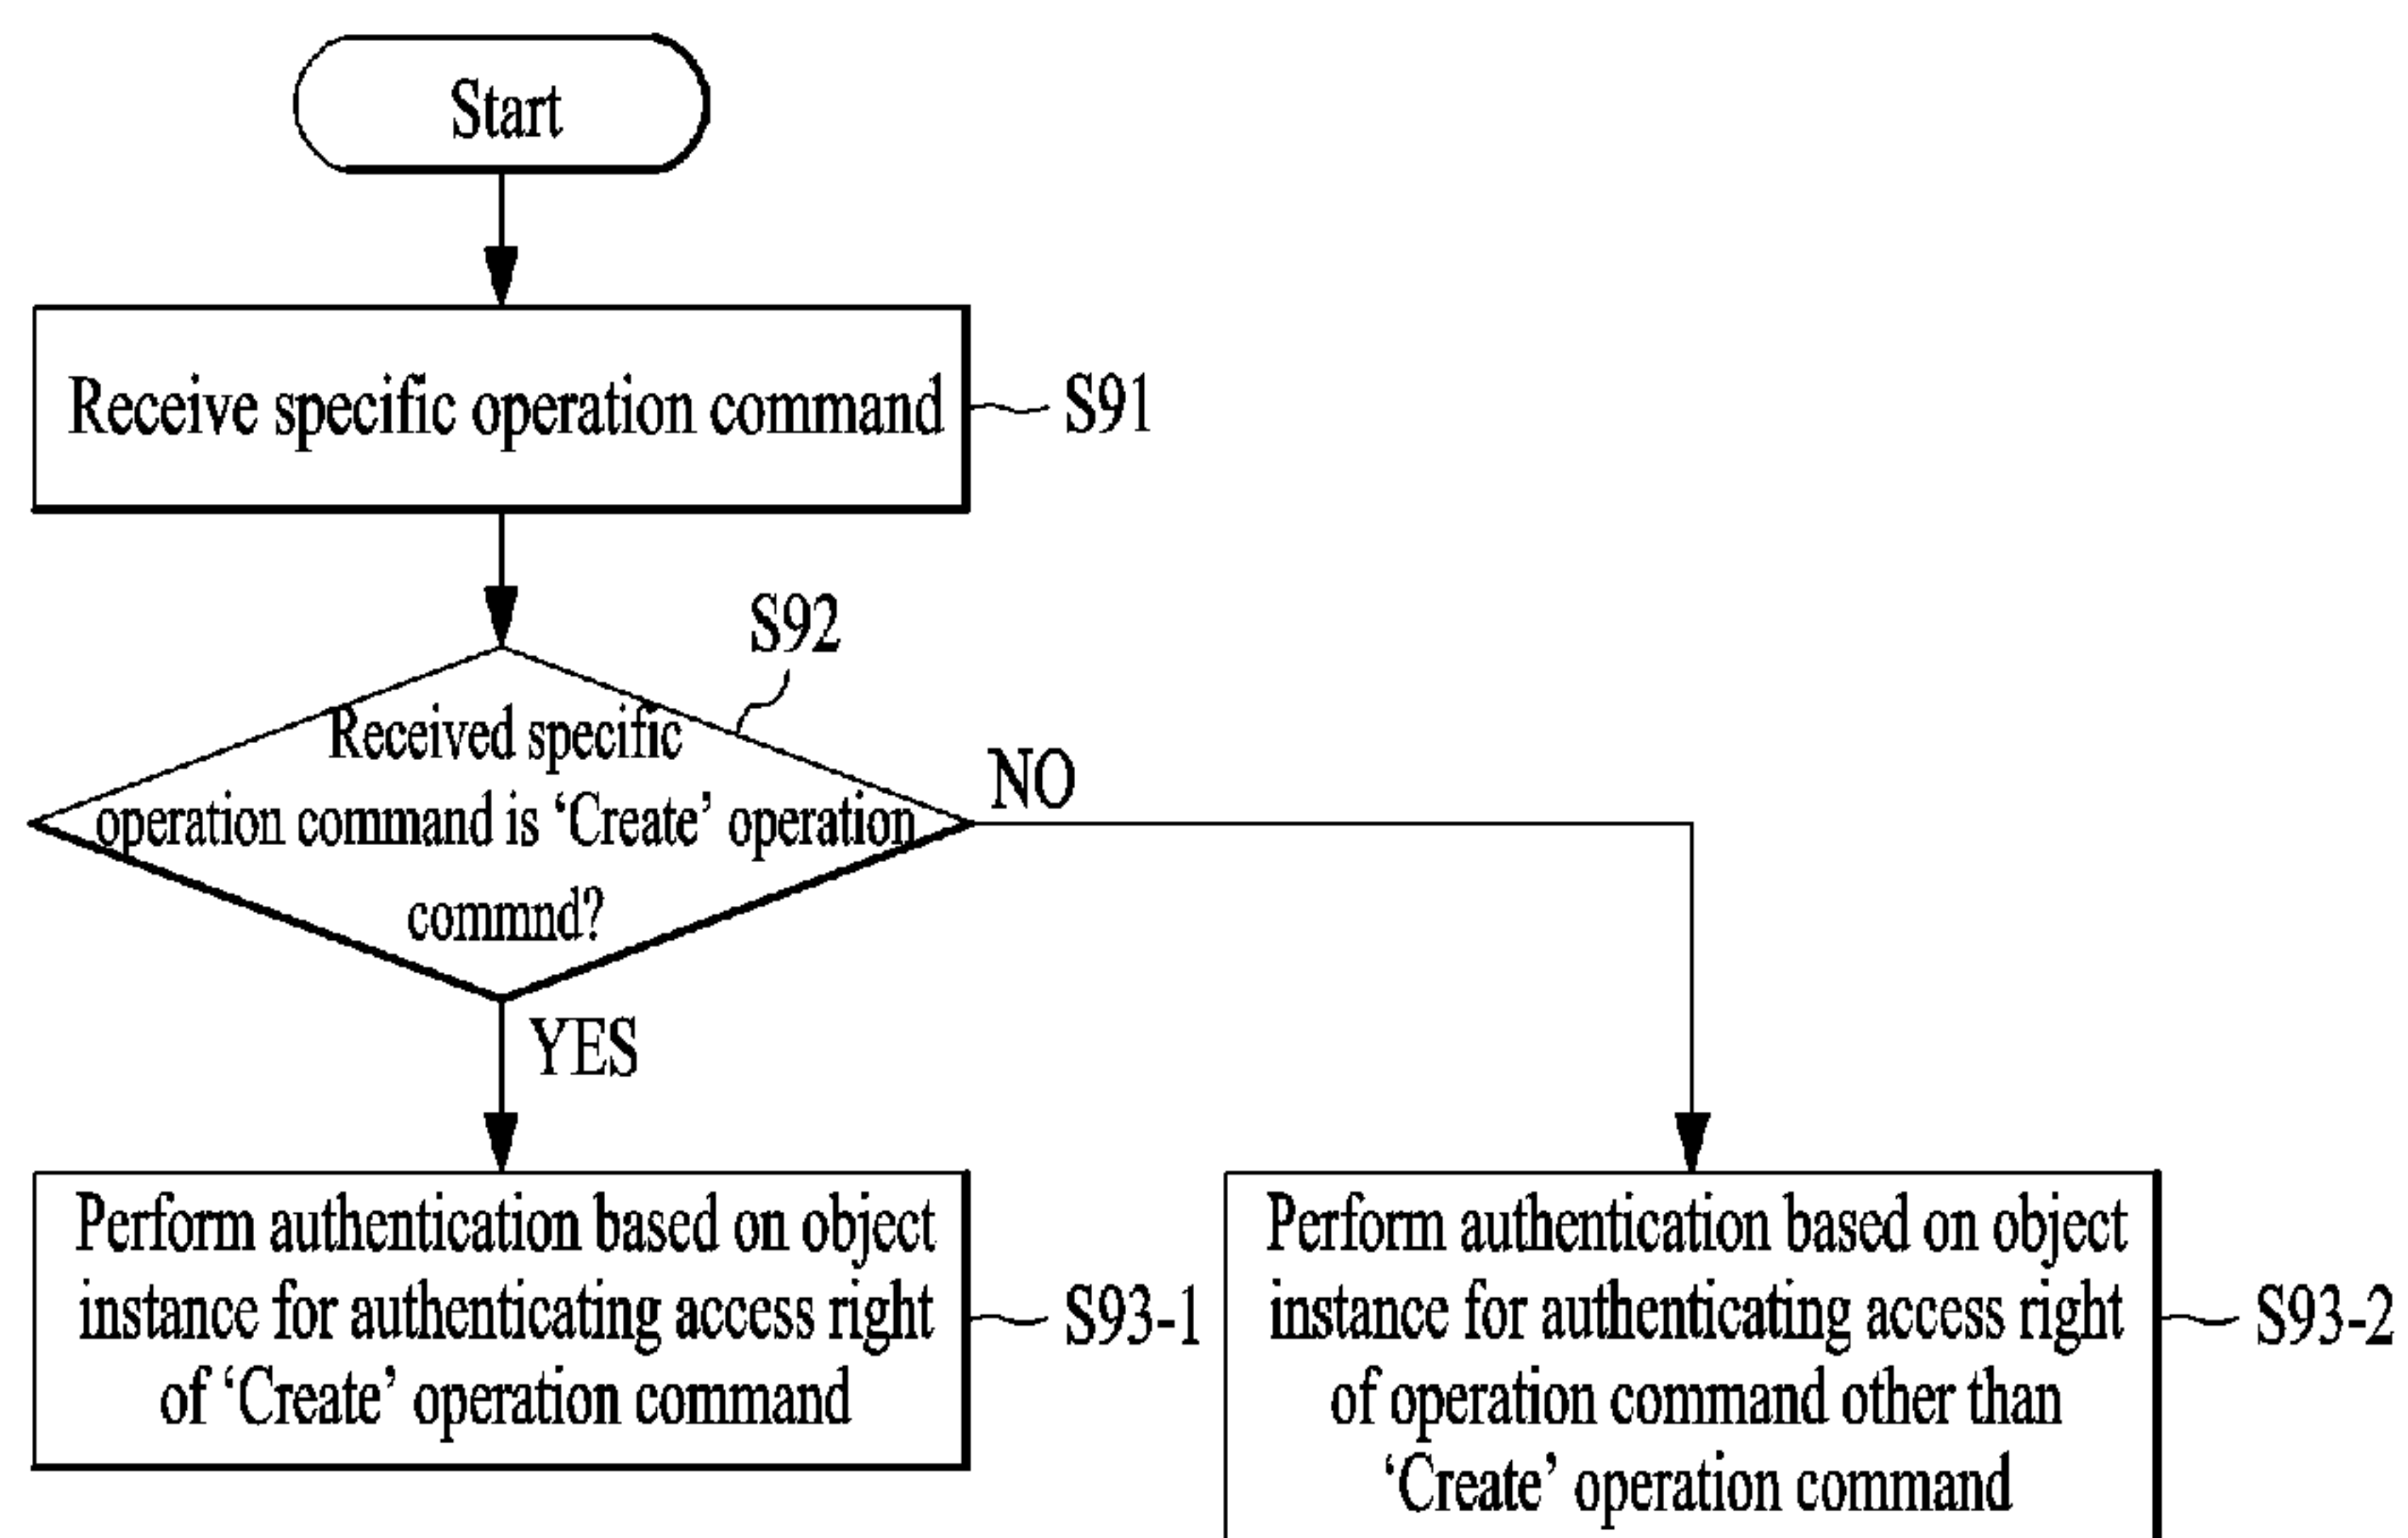 Start
Receive specific operation command
S91
S92
Received specific
operation command is ‘Create’ operation
commnd?
NO
YES
Perform authentication based on object
instance for authenticating access right
of ‘Create’ operation command
S93-1
Perform authentication based on object
instance for authenticating access right
of operation command other than
‘Create’ operation command
S93-2